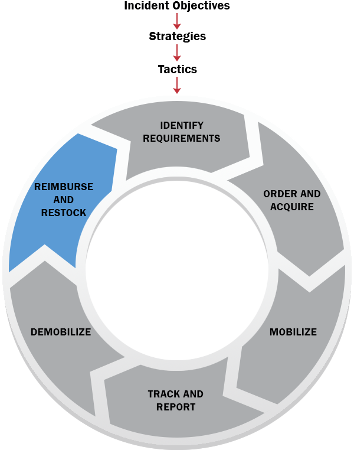 Incident Objectives
Strategies
Tactics
IDENTIFY
REQUIREMENTS
ORDER AND
ACQUIRE
MOBILIZE
TRACK AND
REPORT
DEMOBILIZE
REIMBURSE
AND
RESTOCK